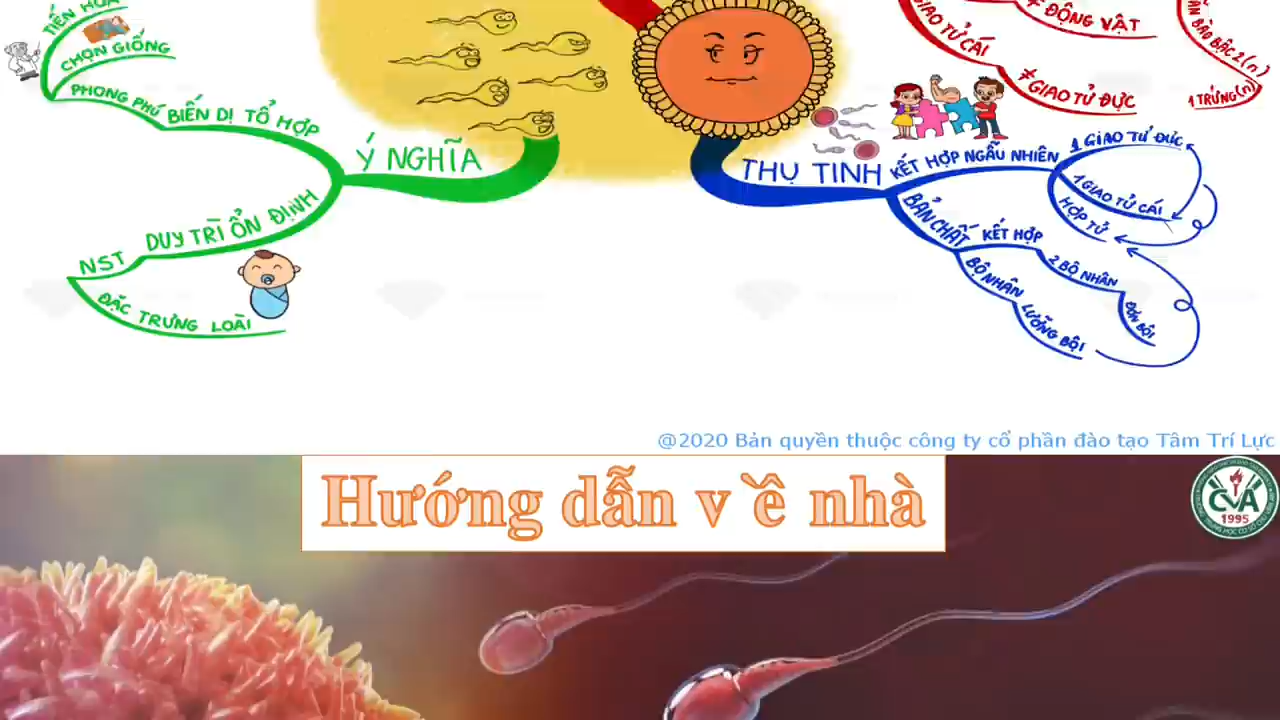 TIẾN HÓA
CHỌN GIỐNG
PHONG PHÚ BIẾN DỊ TỔ HỢP
Ý NGHĨA
DUY TRÌ ỔN ĐỊNH
NST
ĐẶC TRƯNG LOÀI
GIAO TỬ CÁI
≠ ĐỘNG VẬT
≠ GIAO TỬ ĐỰC
BẬC 2 (n)
1 TRỨNG (n)
THỤ TINH
KẾT HỢP NGẪU NHIÊN
1 GIAO TỬ ĐỰC
1 GIAO TỬ CÁI
HỢP TỬ
BẢN CHẤT
KẾT HỢP
2 BỘ NHÂN
ĐƠN BỘI
BỘ NHÂN
LƯỠNG BỘI
@2020 Bản quyền thuộc công ty cổ phần đào tạo Tâm Trí Lực
Hướng dẫn v ề nhà
CVA
1995